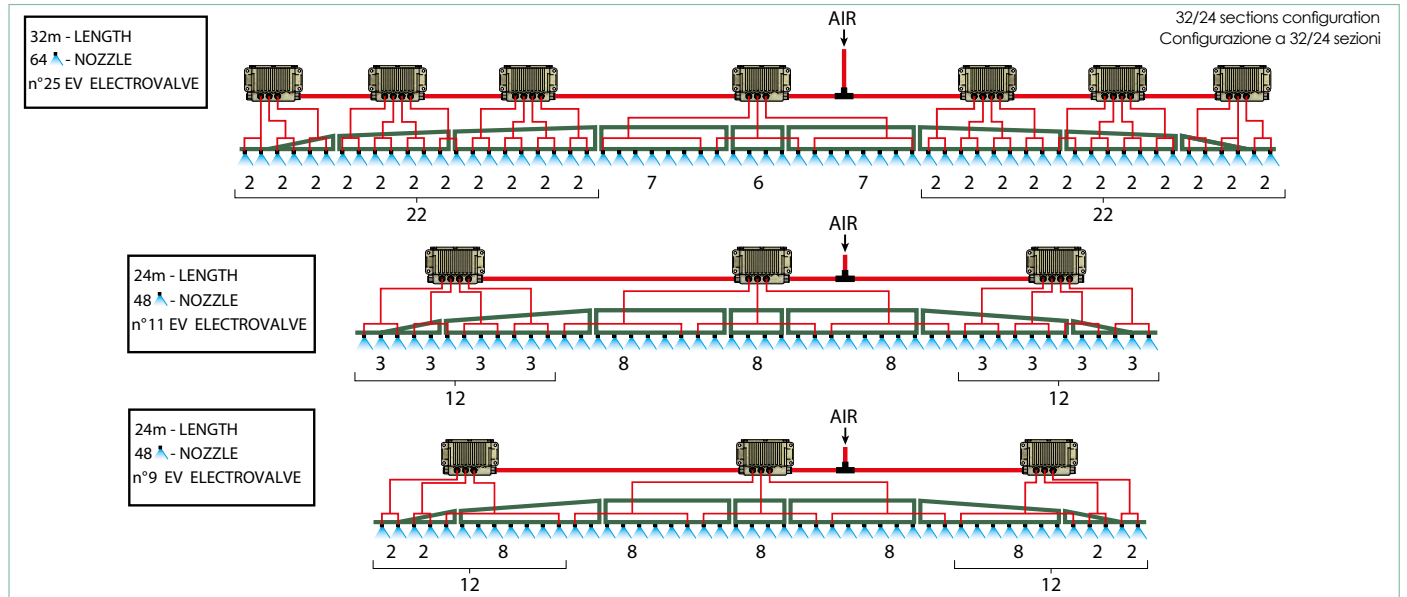 32/24 sections configuration
Configurazione a 32/24 sezioni
32m - LENGTH
64 - NOZZLE
n°25 EV ELECTROVALVE
AIR
2 2 2 2 2 2 2 2 2 2 2 7 6 7 2 2 2 2 2 2 2 2 2 2 2
22 22
24m - LENGTH
48 - NOZZLE
n°11 EV ELECTROVALVE
AIR
3 3 3 3 8 8 8 3 3 3 3
12 12
24m - LENGTH
48 - NOZZLE
n°9 EV ELECTROVALVE
AIR
2 2 8 8 8 8 8 2 2
12 12